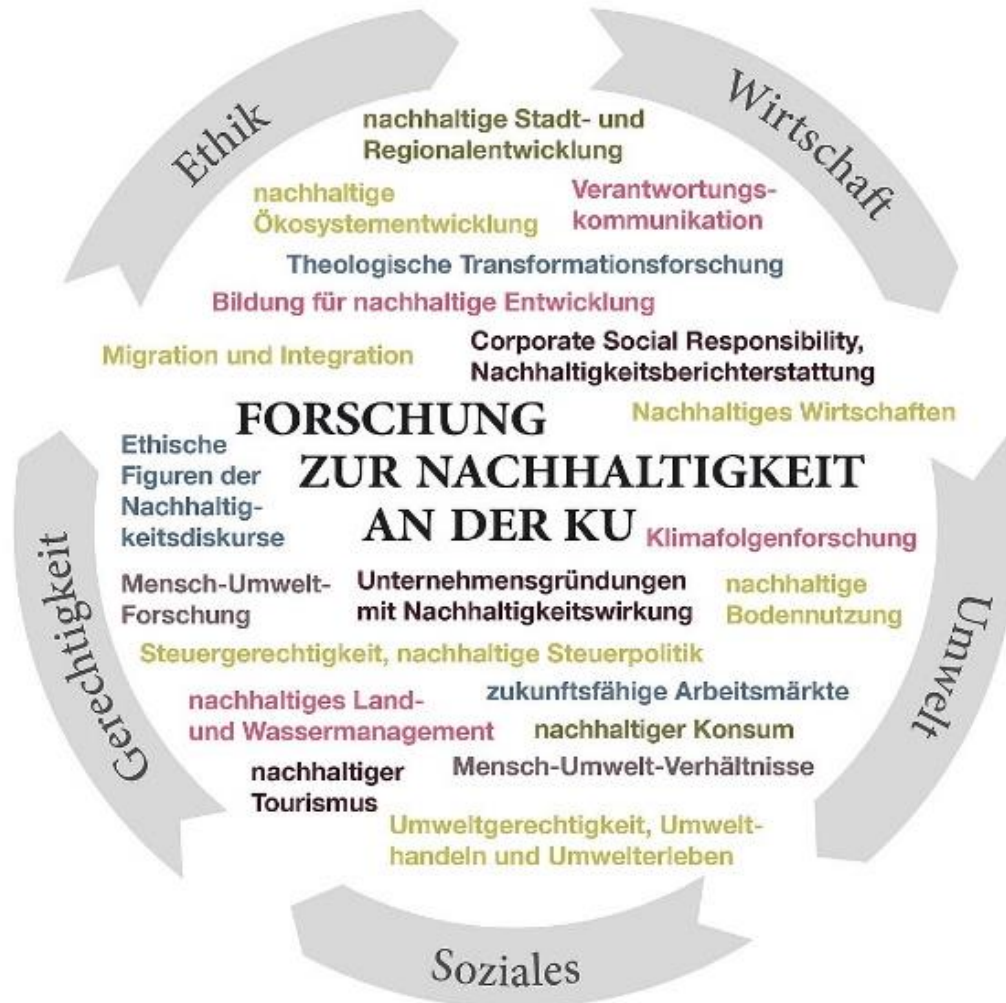 Ethik
Wirtschaft
nachhaltige Stadt- und
Regionalentwicklung
nachhaltige
Ökosystementwicklung
Verantwortungs-
kommunikation
Theologische Transformationsforschung
Bildung für nachhaltige Entwicklung
Migration und Integration
Corporate Social Responsibility,
Nachhaltigkeitsberichterstattung
FORSCHUNG
ZUR NACHHALTIGKEIT
AN DER KU
Nachhaltiges Wirtschaften
Ethische
Figuren der
Nachhaltig-
keitsdiskurse
Klimafolgenforschung
Mensch-Umwelt-
Forschung
Unternehmensgründungen
mit Nachhaltigkeitswirkung
nachhaltige
Bodennutzung
Steuergerechtigkeit, nachhaltige Steuerpolitik
nachhaltiges Land-
und Wassermanagement
zukunftsfähige Arbeitsmärkte
nachhaltiger Konsum
nachhaltiger
Tourismus
Mensch-Umwelt-Verhältnisse
Umweltgerechtigkeit, Umwelt-
handeln und Umwelterleben
Gerechtigkeit
Umwelt
Soziales